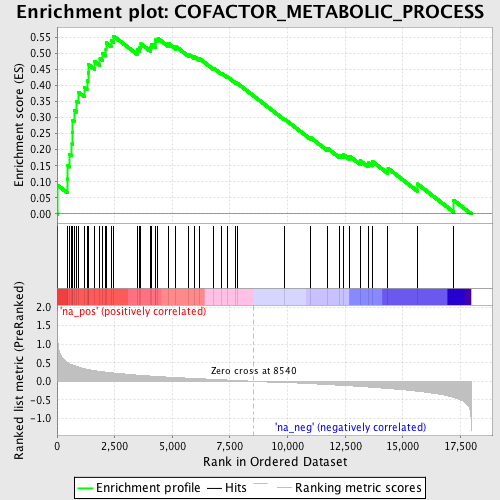 Enrichment plot: COFACTOR_METABOLIC_PROCESS
Enrichment score (ES)
0.55
0.50
0.45
0.40
0.35
0.30
0.25
0.20
0.15
0.10
0.05
0.00
'na_pos' (positively correlated)
Ranked list metric (PreRanked)
2.0
1.5
1.0
0.5
0.0
-0.5
-1.0
Zero cross at 8540
'na_neg' (negatively correlated)
0 2,500 5,000 7,500 10,000 12,500 15,000 17,500
Rank in Ordered Dataset
Enrichment profile Hits Ranking metric scores